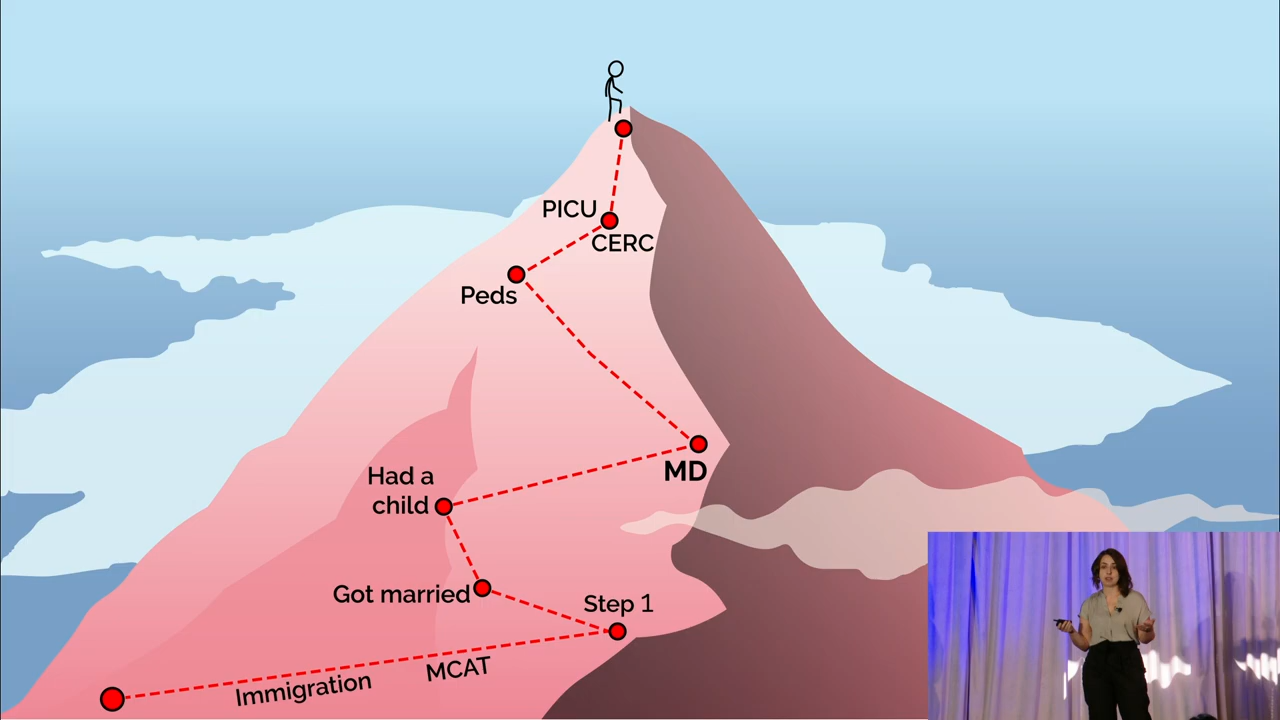 PICU
CERC
Peds
MD
Had a
child
Got married
Step 1
MCAT
Immigration